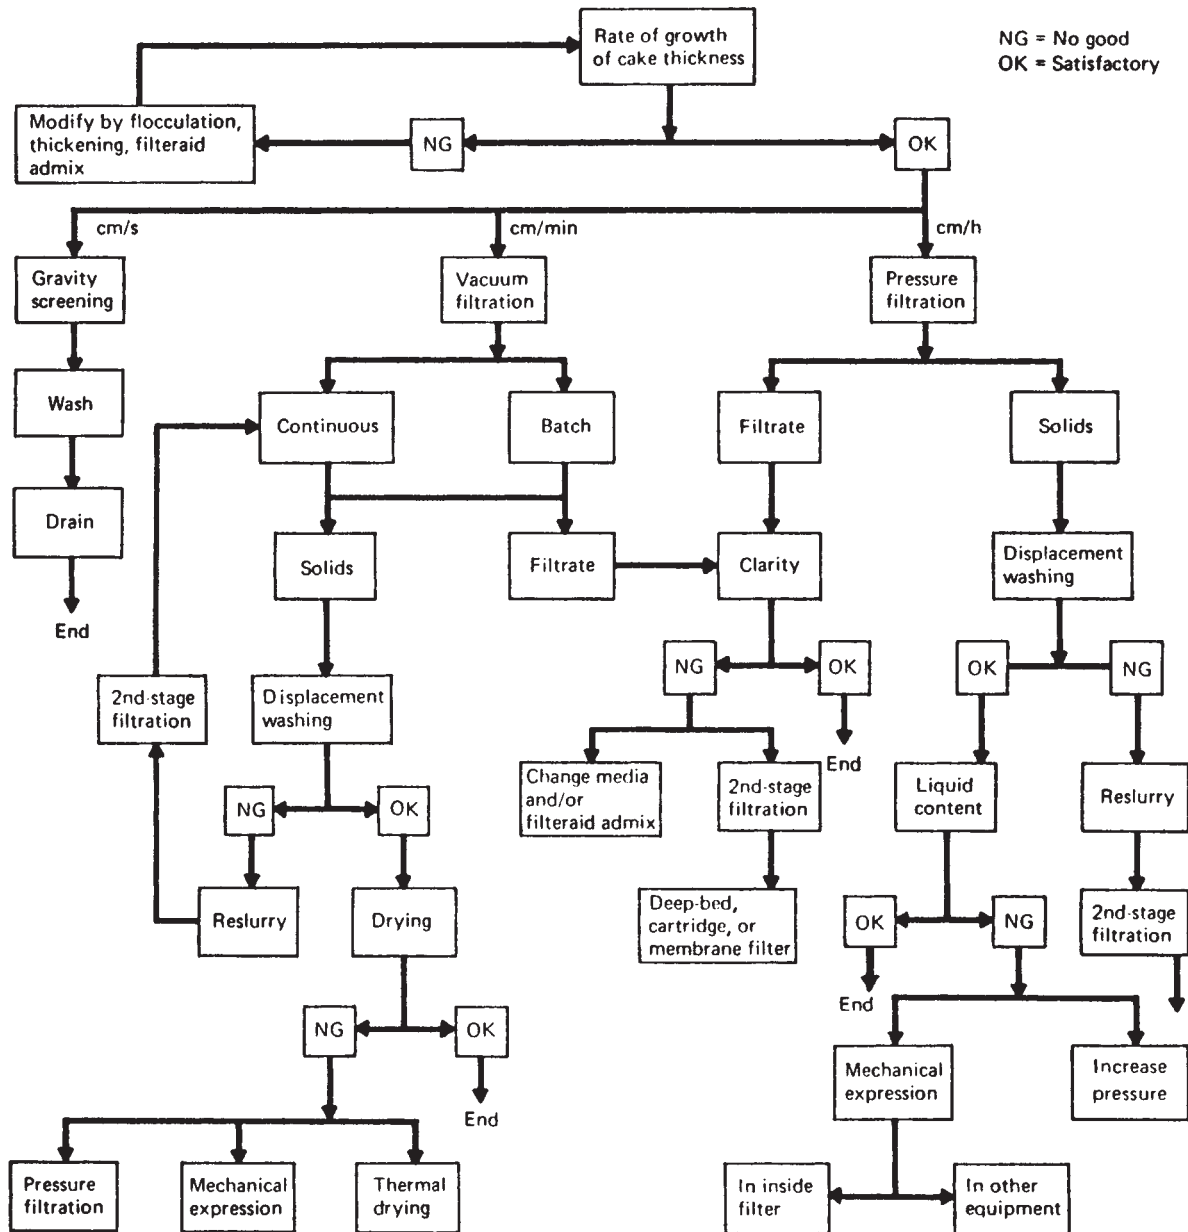 Rate of growth
of cake thickness
NG = No good
OK = Satisfactory
Modify by flocculation,
thickening, filteraid
admix
NG
OK
cm/s
cm/min
cm/h
Gravity
screening
Vacuum
filtration
Pressure
filtration
Wash
Continuous
Batch
Filtrate
Solids
Drain
Solids
Filtrate
Clarity
Displacement
washing
End
NG
OK
OK
NG
2nd-stage
filtration
Displacement
washing
End
Change media
and/or
filteraid admix
2nd-stage
filtration
Liquid
content
Reslurry
NG
OK
Reslurry
Drying
Deep-bed,
cartridge, or
membrane filter
OK
NG
2nd-stage
filtration
End
NG
OK
Mechanical
expression
Increase
pressure
End
Pressure
filtration
Mechanical
expression
Thermal
drying
In inside
filter
In other
equipment